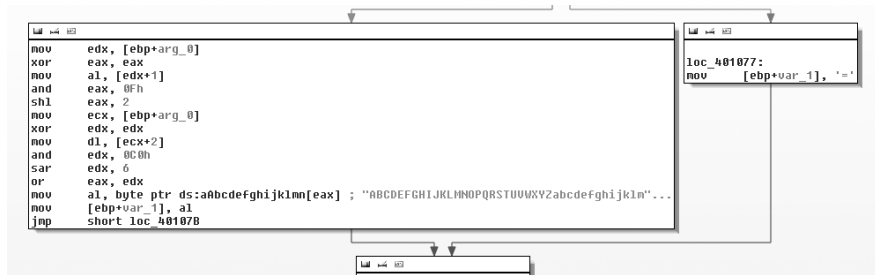 mov edx, [ebp+arg_0]
xor eax, eax
mov al, [edx+1]
and eax, 0Fh
shl eax, 2
mov ecx, [ebp+arg_0]
xor edx, edx
mov dl, [ecx+2]
and edx, 0C0h
sar edx, 6
or eax, edx
mov al, byte ptr ds:aAbcdefghijklmn[eax] ; "ABCDEFGHIJKLMNOPQRSTUVWXYZabcdefghijklm"...
mov [ebp+var_1], al
jmp short loc_40107B
loc_401077:
mov [ebp+var_1], '='